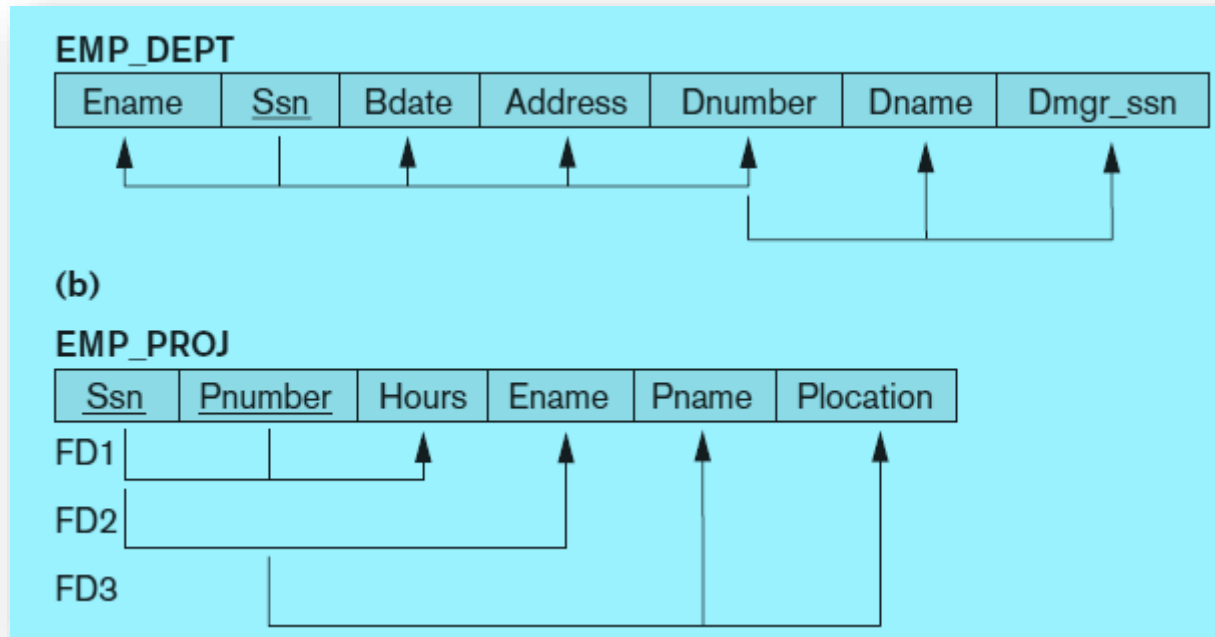 EMP_DEPT
Ename Ssn Bdate Address Dnumber Dname Dmgr_ssn
(b)
EMP_PROJ
Ssn Pnumber Hours Ename Pname Plocation
FD1
FD2
FD3